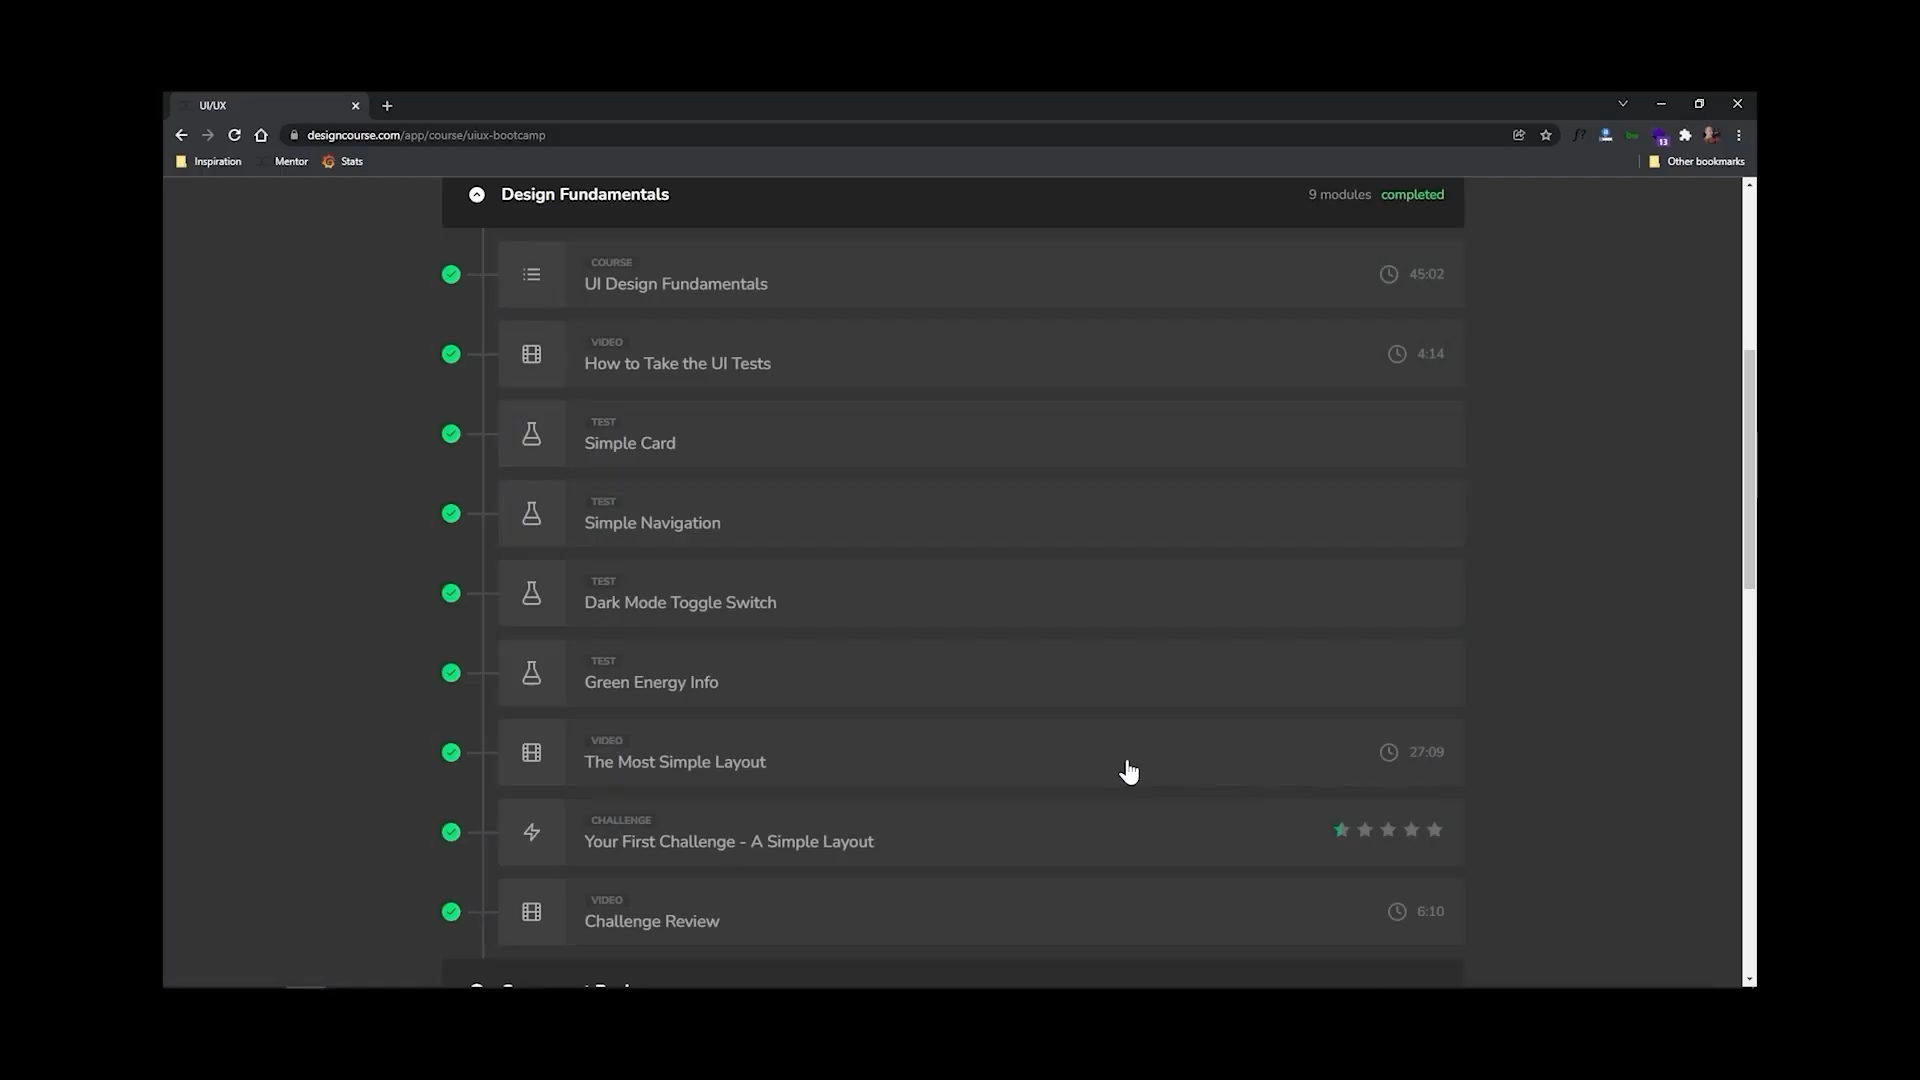 UI/UX
designcourse.com/app/course/uiux-bootcamp
13
Inspiration
Mentor
Stats
Other bookmarks
Design Fundamentals
9 modules completed
COURSE
UI Design Fundamentals
45:02
VIDEO
How to Take the UI Tests
4:14
TEST
Simple Card
TEST
Simple Navigation
TEST
Dark Mode Toggle Switch
TEST
Green Energy Info
VIDEO
The Most Simple Layout
27:09
CHALLENGE
Your First Challenge - A Simple Layout
VIDEO
Challenge Review
6:10